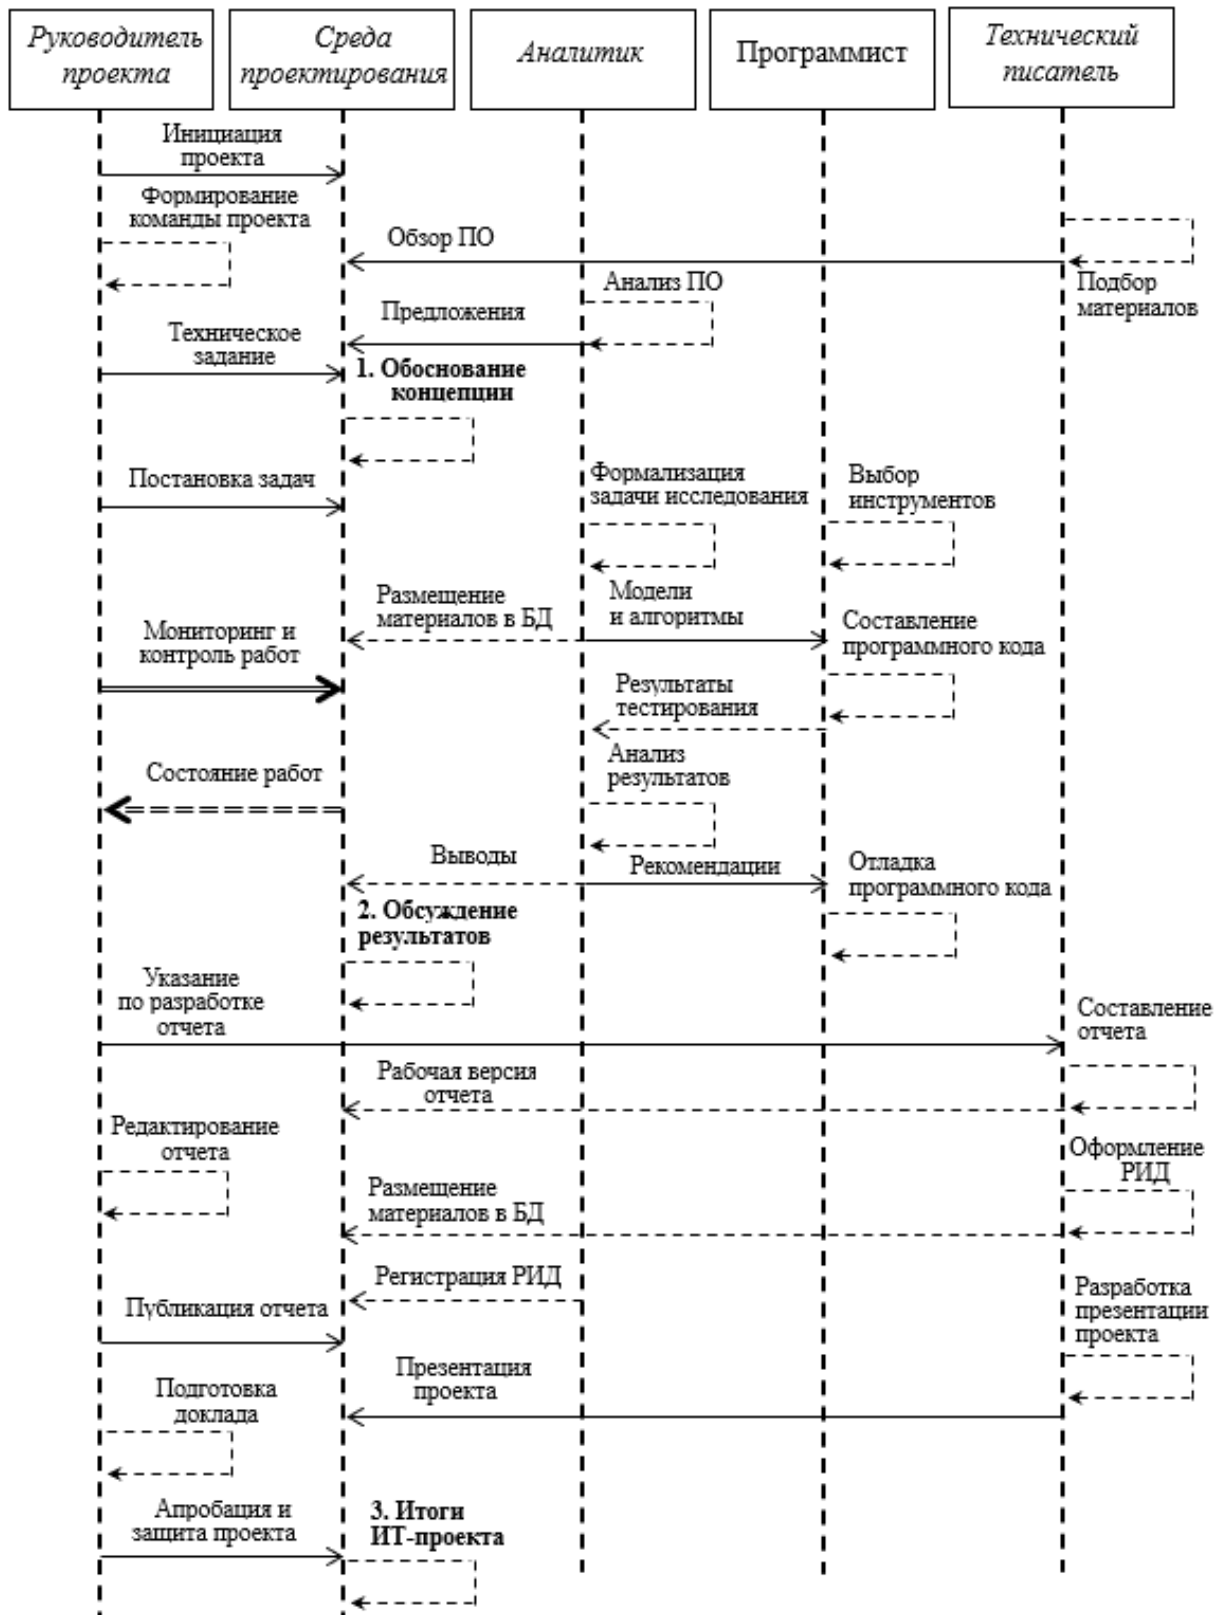 Руководитель
проекта
Среда
проектирования
Аналитик
Программист
Технический
писатель
Инициация
проекта
Формирование
команды проекта
Обзор ПО
Подбор
материалов
Анализ ПО
Предложения
Техническое
задание
1. Обоснование
концепции
Постановка задач
Формализация
задачи исследования
Выбор
инструментов
Размещение
материалов в БД
Модели
и алгоритмы
Составление
программного кода
Мониторинг и
контроль работ
Результаты
тестирования
Анализ
результатов
Состояние работ
Выводы
Рекомендации
Отладка
программного кода
2. Обсуждение
результатов
Указание
по разработке
отчета
Составление
отчета
Рабочая версия
отчета
Редактирование
отчета
Оформление
РИД
Размещение
материалов в БД
Регистрация РИД
Публикация отчета
Разработка
презентации
проекта
Презентация
проекта
Подготовка
доклада
Апробация и
защита проекта
3. Итоги
ИТ-проекта